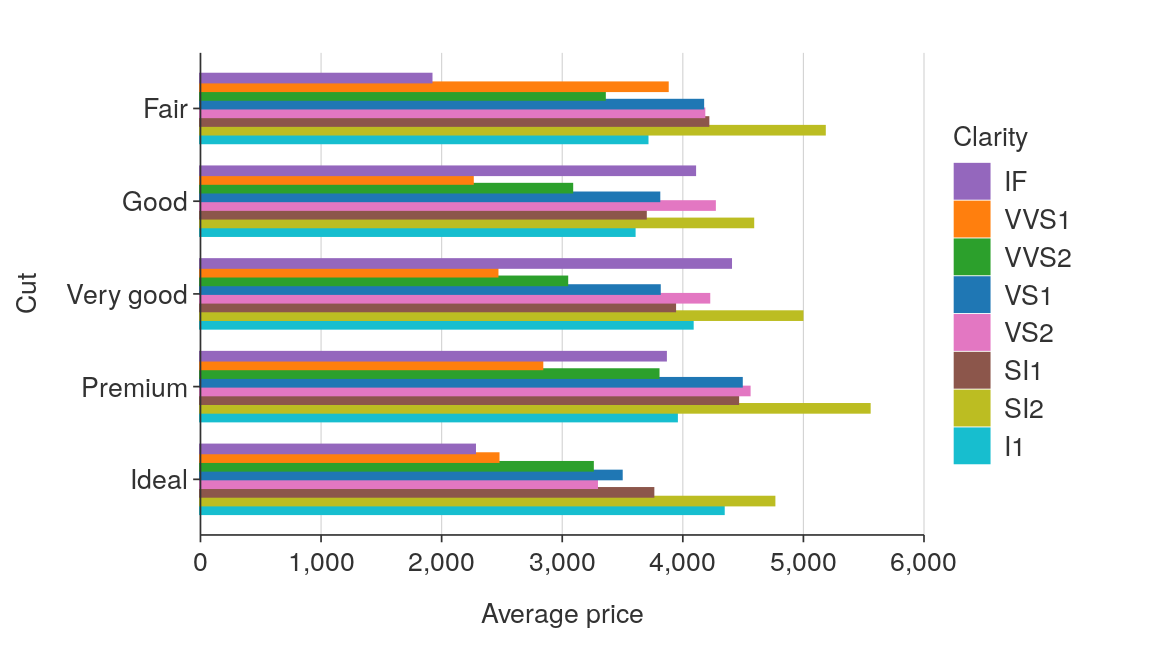 Fair
Good
Very good
Premium
Ideal
Cut
0
1,000
2,000
3,000
4,000
5,000
6,000
Average price
Clarity
IF
VVS1
VVS2
VS1
VS2
SI1
SI2
I1